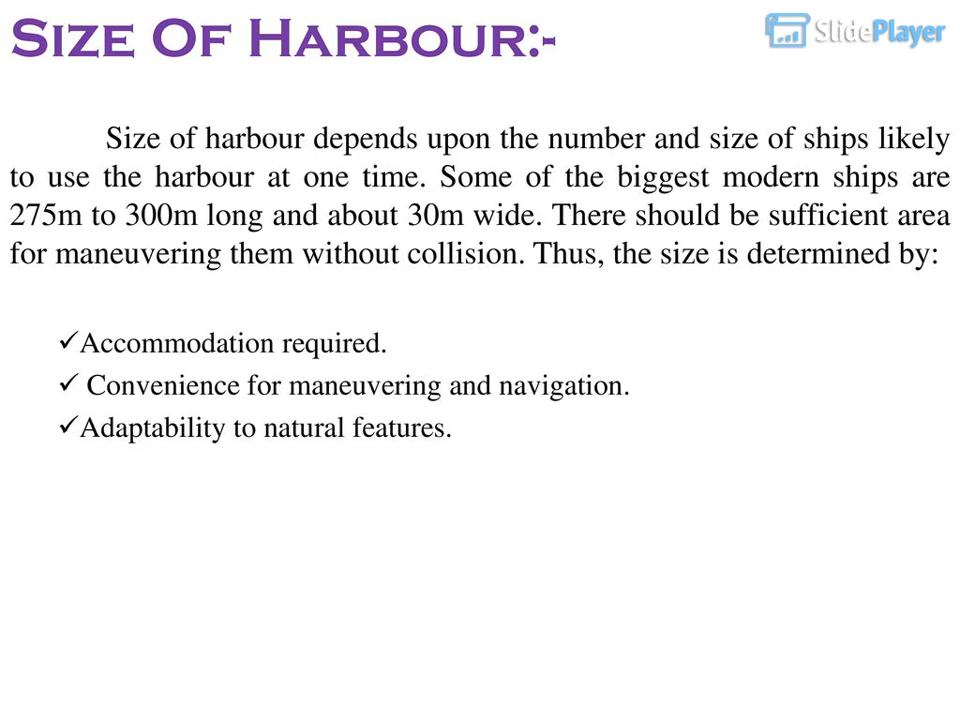 SIZE OF HARBOUR:-
SlidePlayer
Size of harbour depends upon the number and size of ships likely
to use the harbour at one time. Some of the biggest modern ships are
275m to 300m long and about 30m wide. There should be sufficient area
for maneuvering them without collision. Thus, the size is determined by:
✓Accommodation required.
✓ Convenience for maneuvering and navigation.
✓Adaptability to natural features.